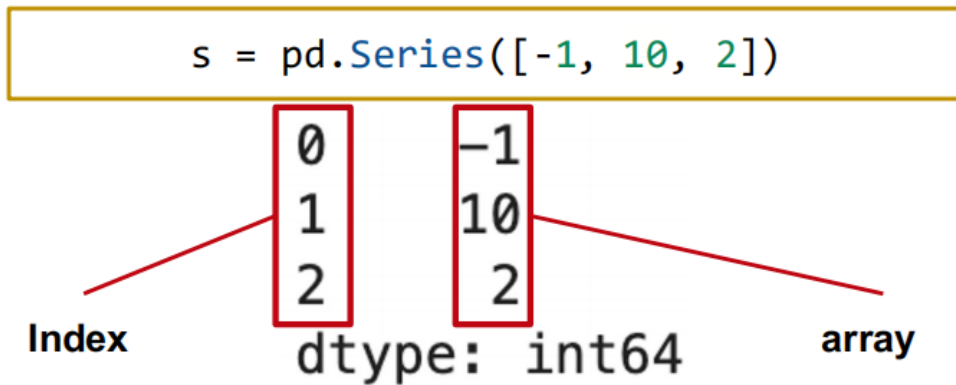 s = pd.Series([-1, 10, 2])
0 -1
1 10
2 2
Index
array
dtype: int64